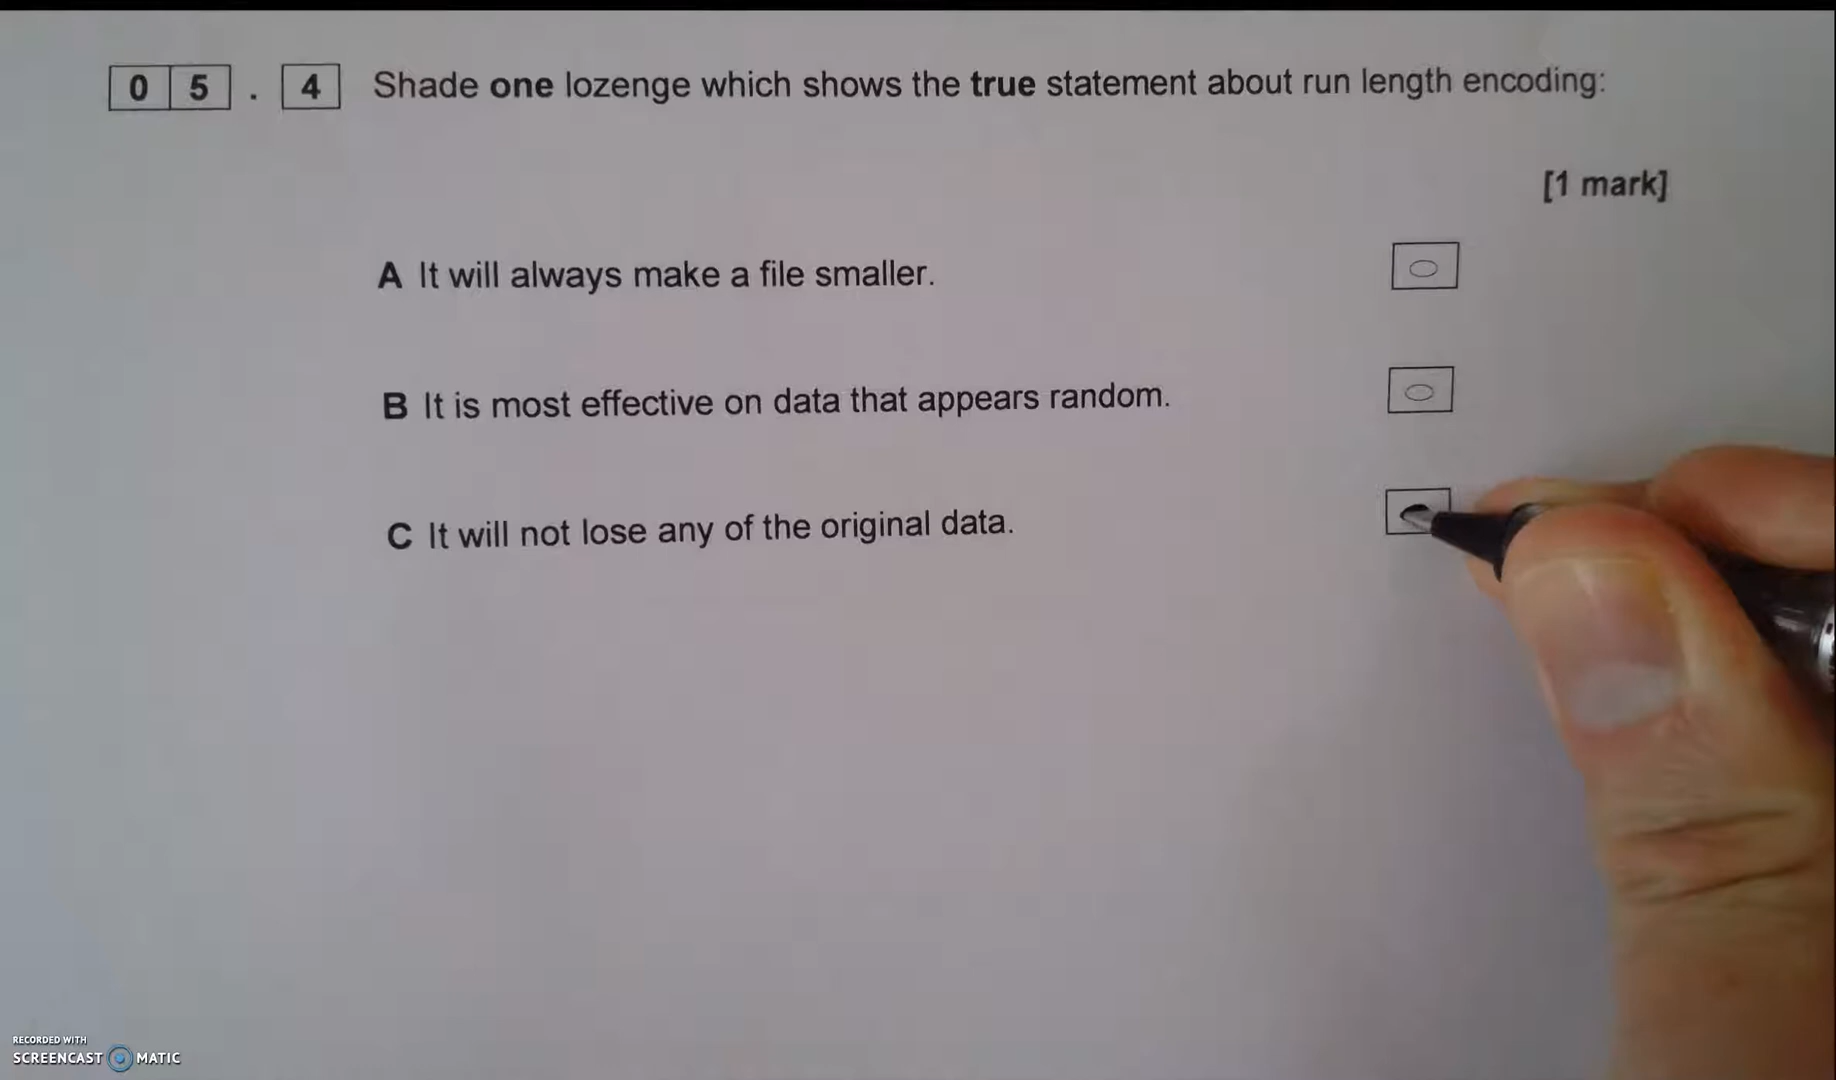 0 5 . 4 Shade one lozenge which shows the true statement about run length encoding:
[1 mark]
A It will always make a file smaller.
B It is most effective on data that appears random.
C It will not lose any of the original data.
RECORDED WITH
SCREENCAST MATIC